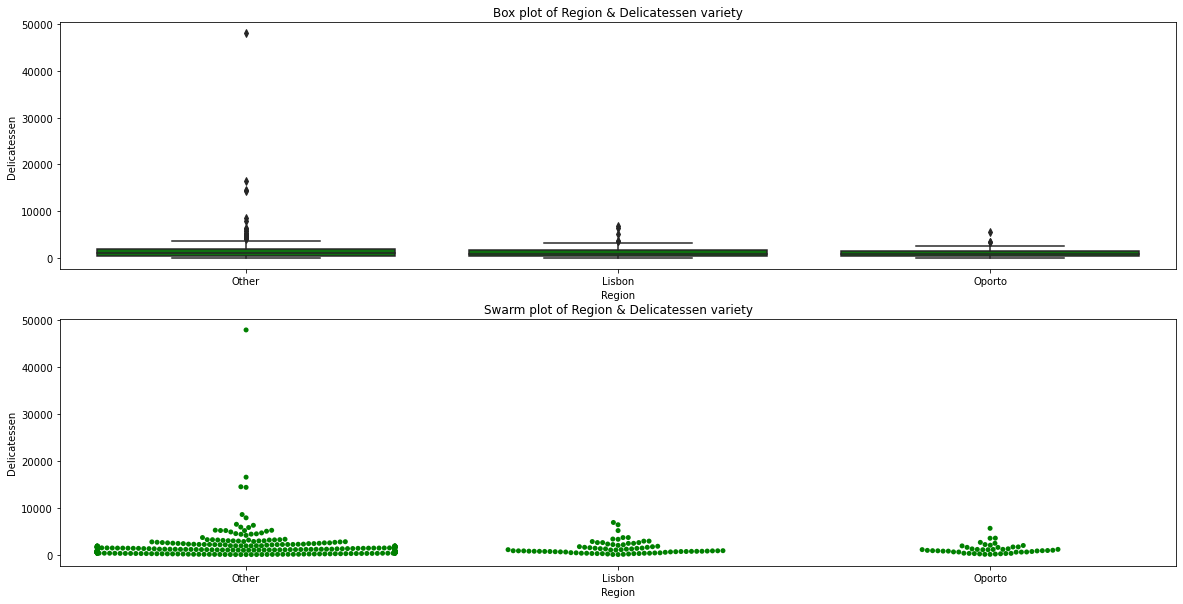 Box plot of Region & Delicatessen variety
50000
40000
30000
20000
10000
0
Delicatessen
Other Lisbon Oporto
Region
Swarm plot of Region & Delicatessen variety
50000
40000
30000
20000
10000
0
Delicatessen
Other Lisbon Oporto
Region